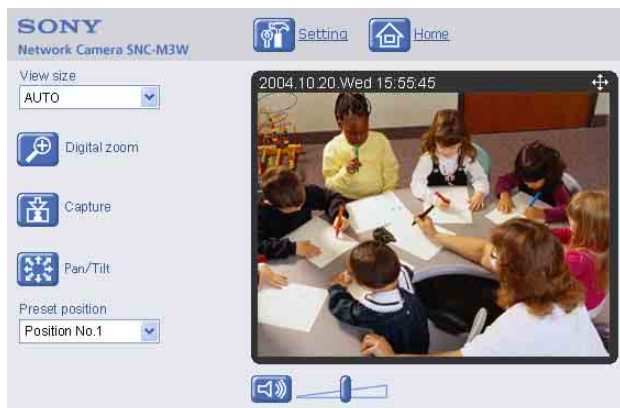 SONY
Network Camera SNC-M3W
Setting
Home
View size
AUTO
Digital zoom
Capture
Pan/Tilt
Preset position
Position No.1
2004.10.20.Wed 15:55:45